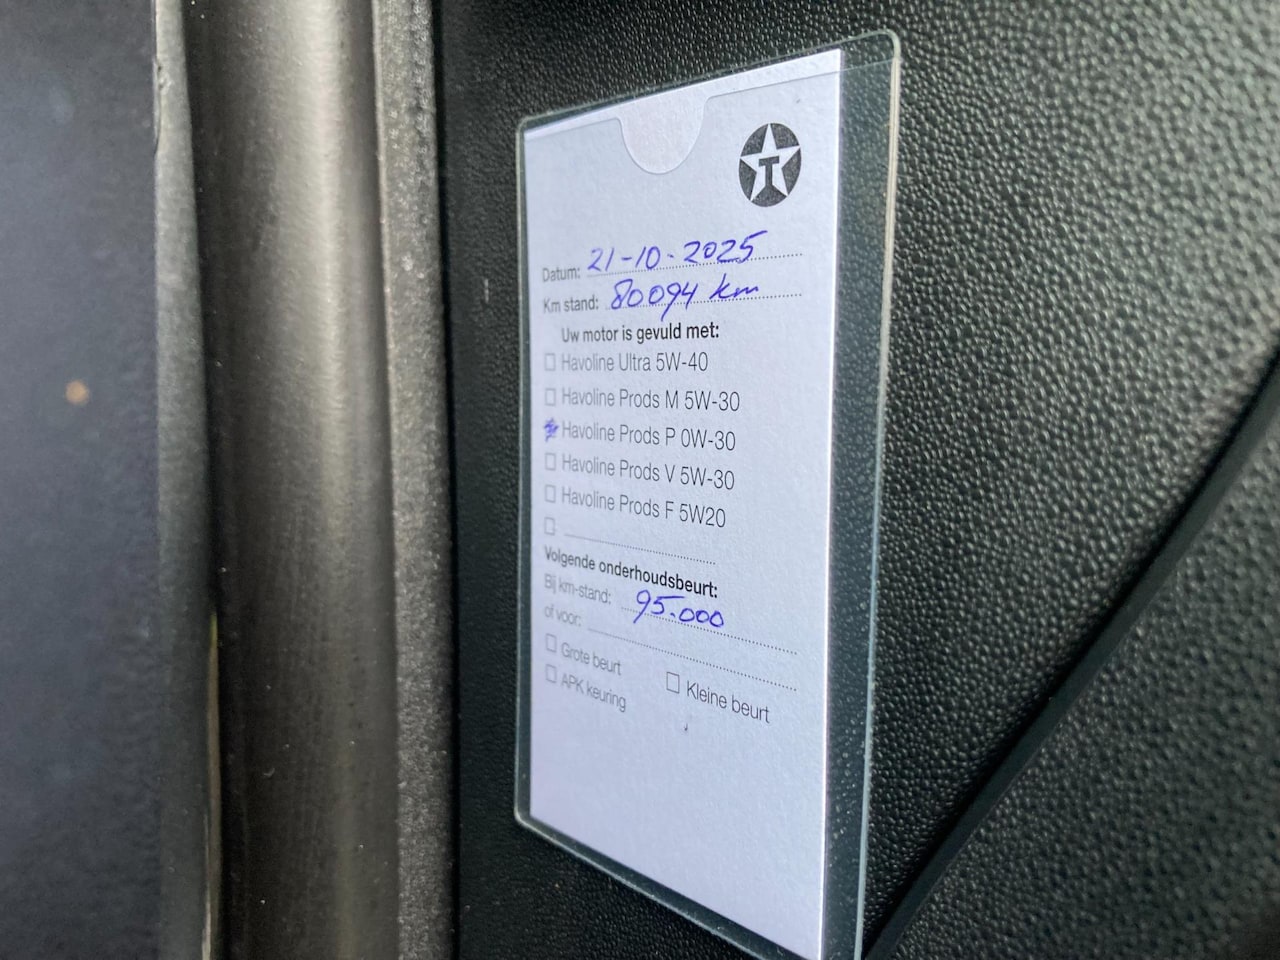 T
Datum: 21-10-2025
Km stand: 80094 km
Uw motor is gevuld met:
Havoline Ultra 5W-40
Havoline Prods M 5W-30
Havoline Prods P 0W-30
Havoline Prods V 5W-30
Havoline Prods F 5W20
Volgende onderhoudsbeurt:
Bij km-stand: 95.000
of voor:
Grote beurt
Kleine beurt
APK keuring